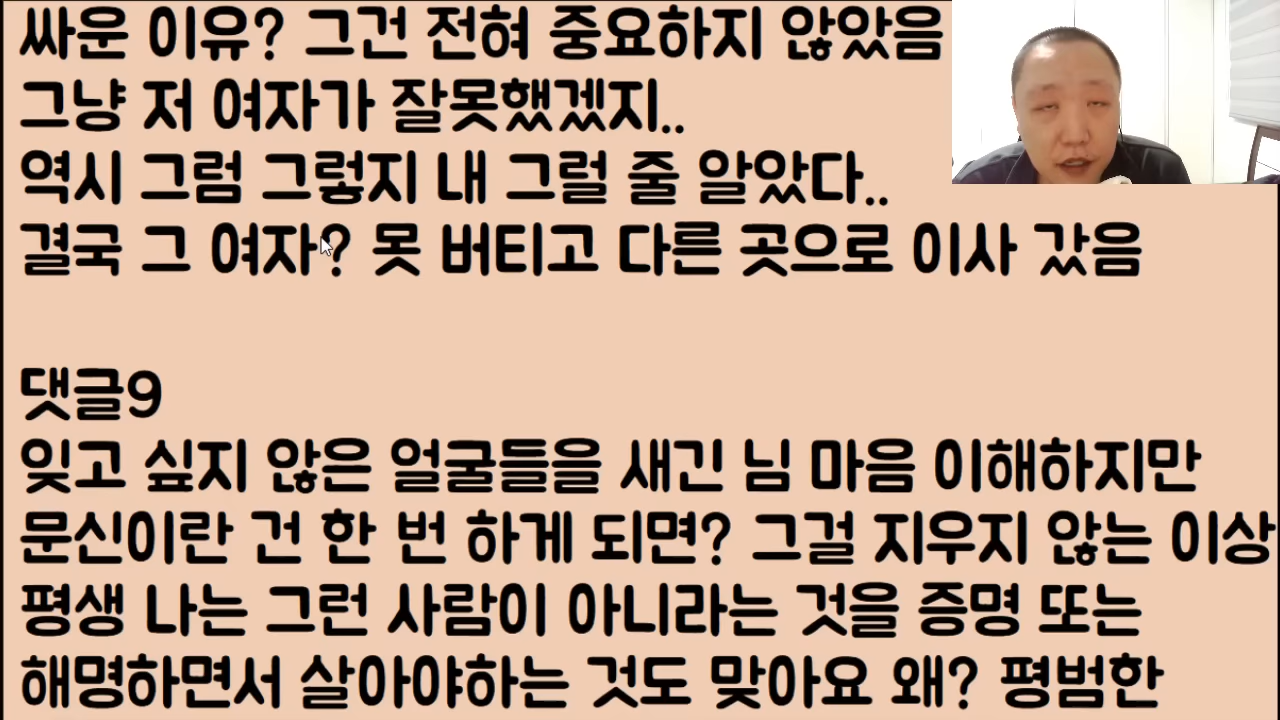 싸운 이유? 그건 전혀 중요하지 않았음
그냥 저 여자가 잘못했겠지..
역시 그럼 그렇지 내 그럴 줄 알았다..
결국 그 여자? 못 버티고 다른 곳으로 이사 갔음
댓글9
잊고 싶지 않은 얼굴들을 새긴 님 마음 이해하지만
문신이란 건 한 번 하게 되면? 그걸 지우지 않는 이상
평생 나는 그런 사람이 아니라는 것을 증명 또는
해명하면서 살아야하는 것도 맞아요 왜? 평범한